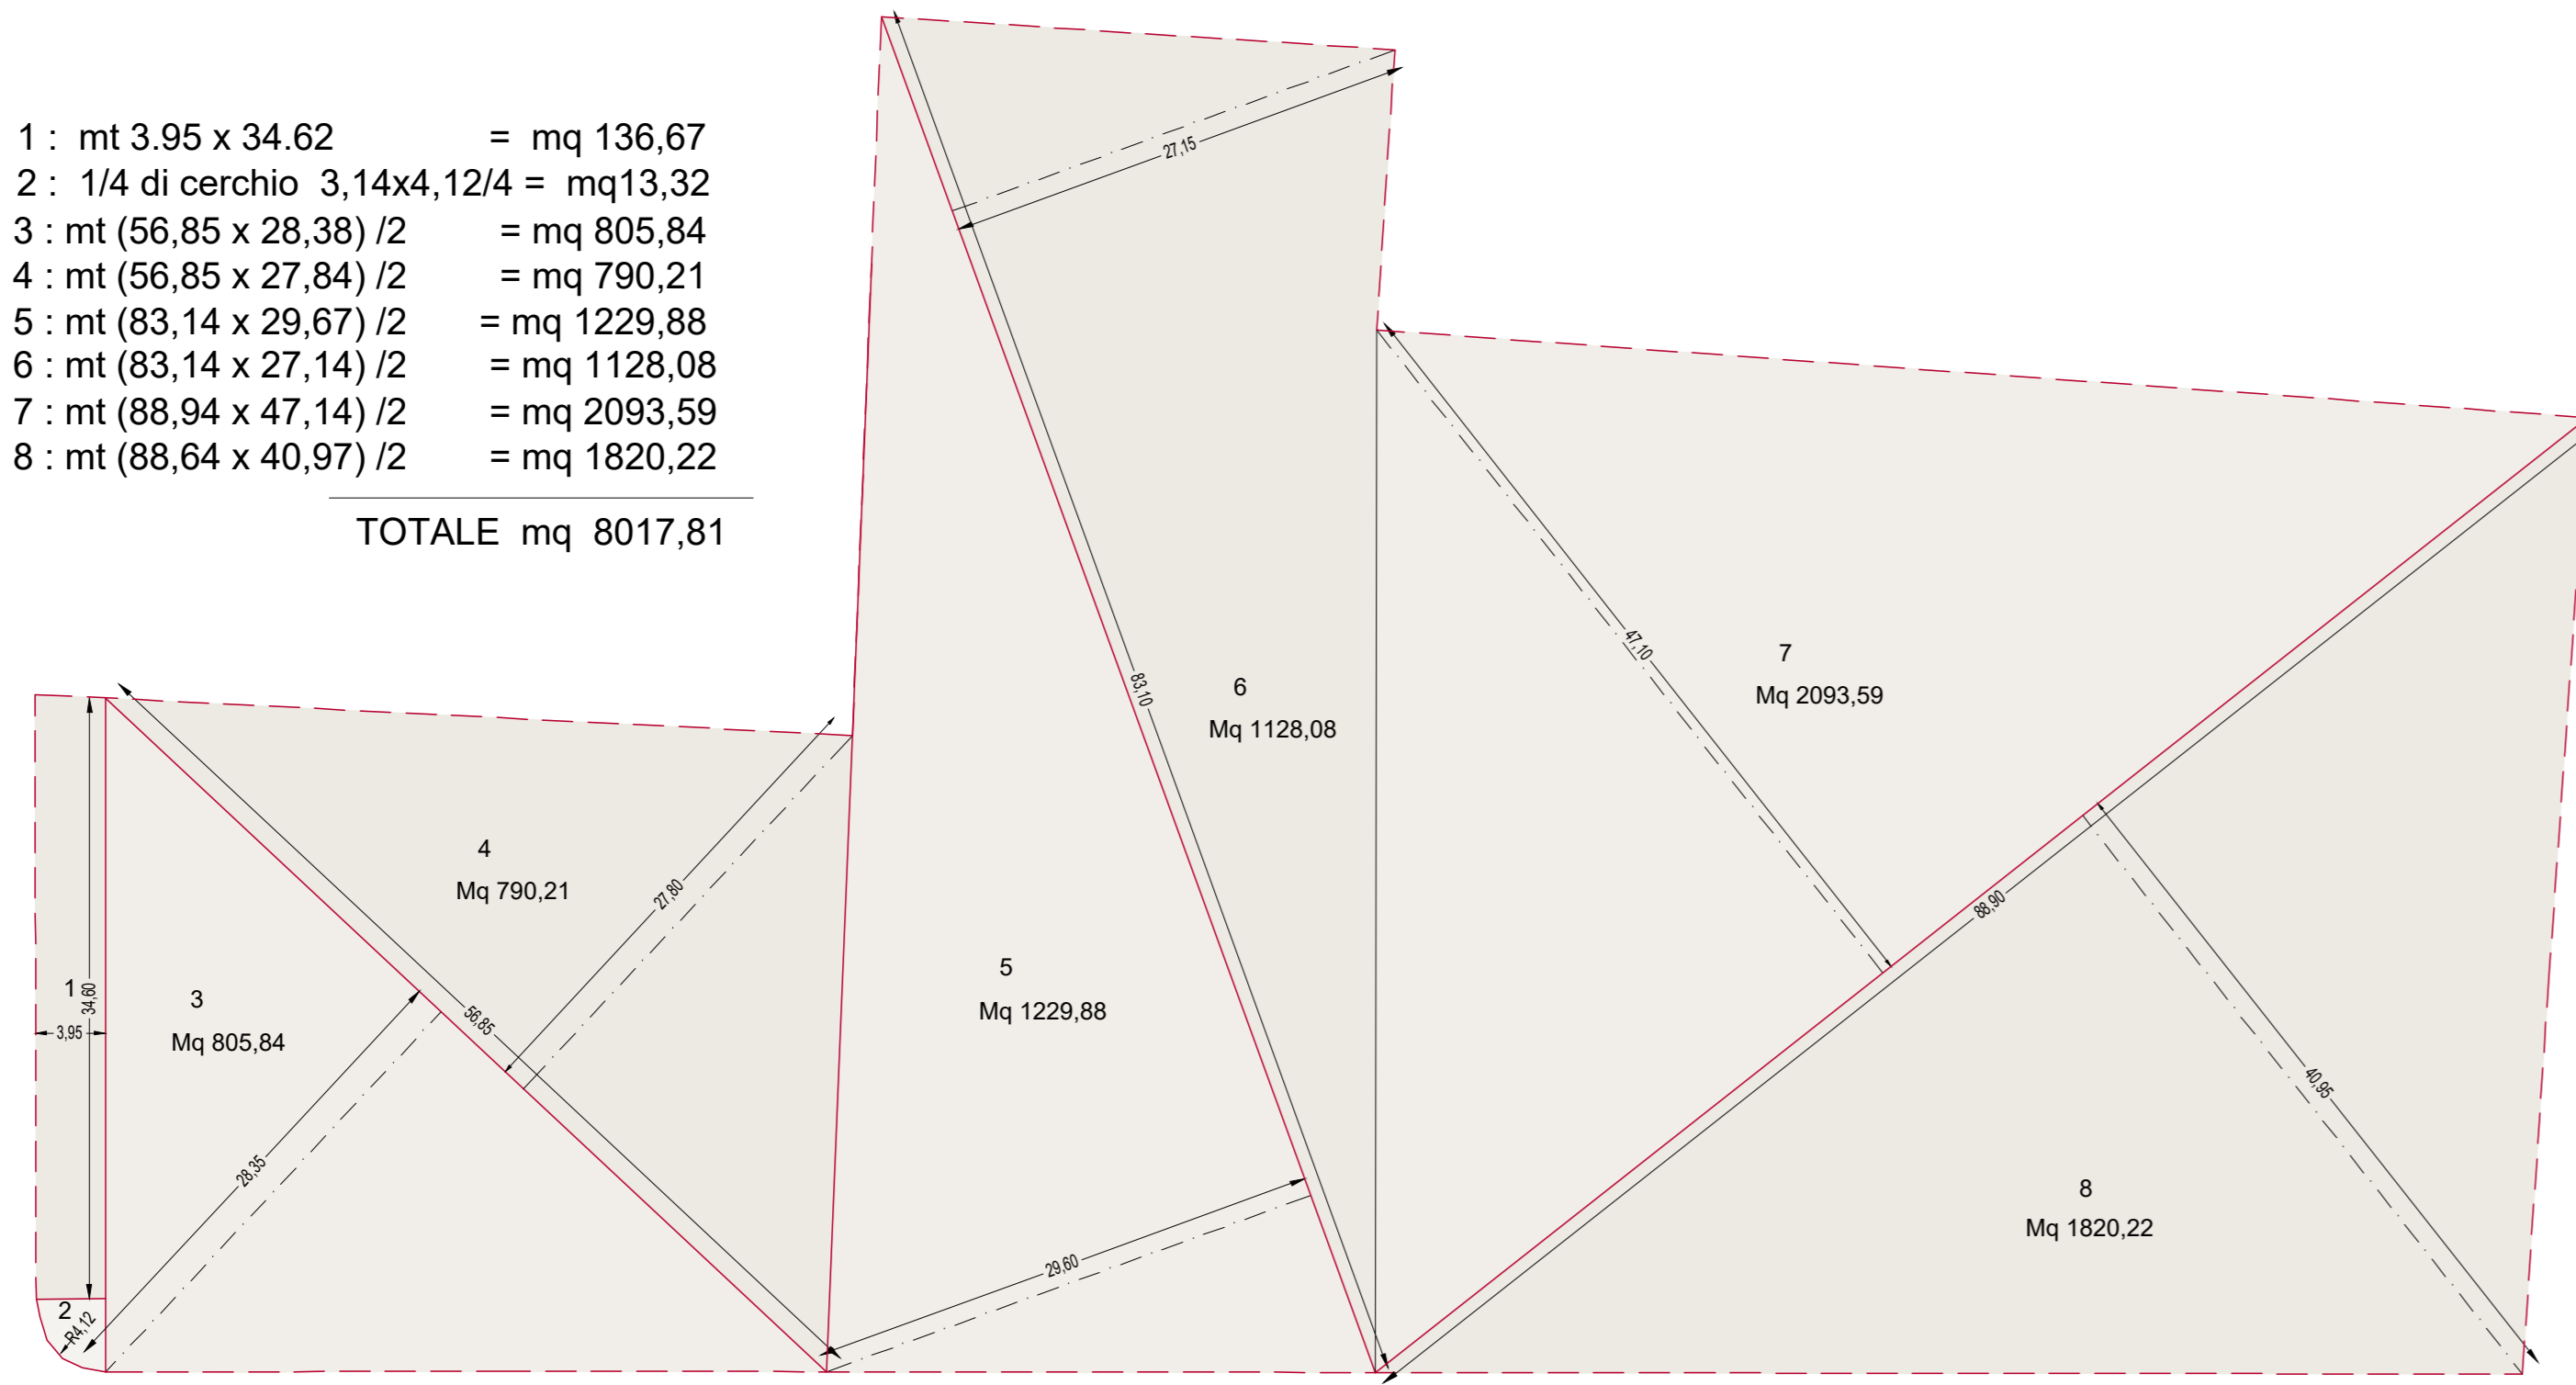 1 : mt 3.95 x 34.62 = mq 136,67
2 : 1/4 di cerchio 3,14x4,12/4 = mq13,32
3 : mt (56,85 x 28,38) /2 = mq 805,84
4 : mt (56,85 x 27,84) /2 = mq 790,21
5 : mt (83,14 x 29,67) /2 = mq 1229,88
6 : mt (83,14 x 27,14) /2 = mq 1128,08
7 : mt (88,94 x 47,14) /2 = mq 2093,59
8 : mt (88,64 x 40,97) /2 = mq 1820,22
TOTALE mq 8017,81
27,15
47,10
7
Mq 2093,59
83,10
6
Mq 1128,08
4
Mq 790,21
27,80
88,90
5
Mq 1229,88
1
34,60
3,95
3
Mq 805,84
56,85
40,95
28,35
8
Mq 1820,22
29,60
2
R4,12